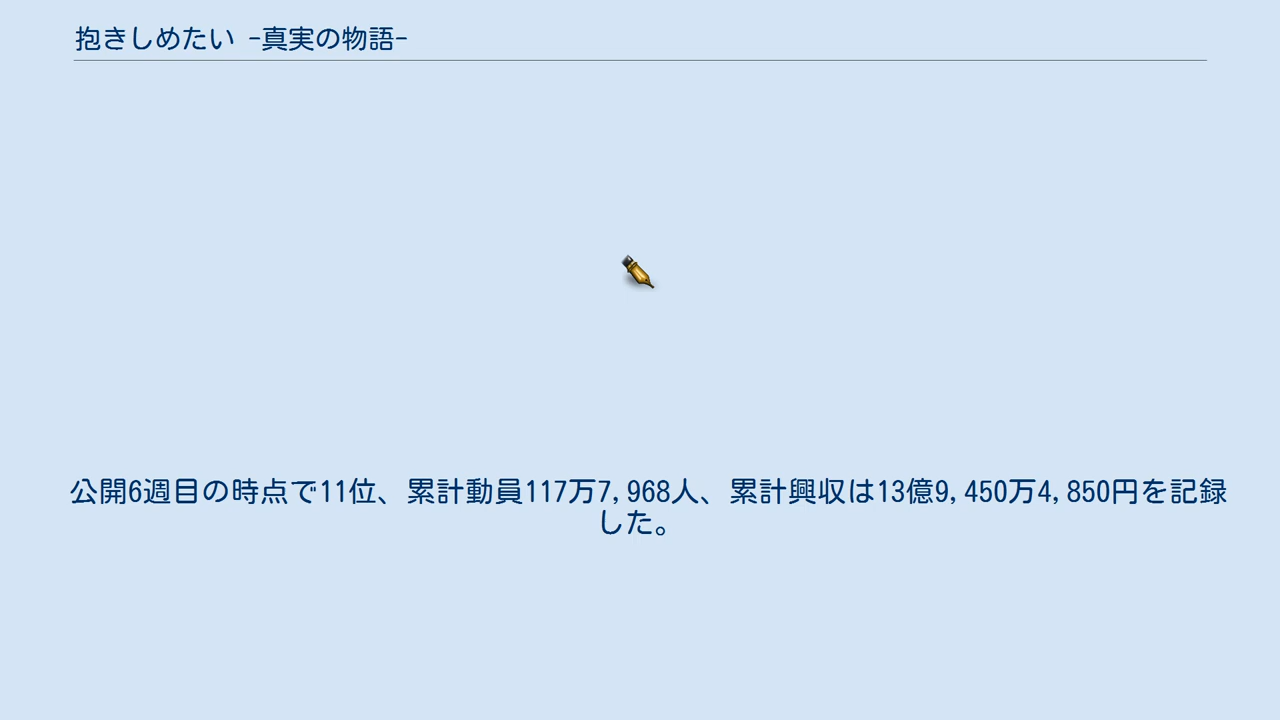 抱きしめたい -真実の物語-
公開6週目の時点で11位、累計動員117万7,968人、累計興収は13億9,450万4,850円を記録
した。